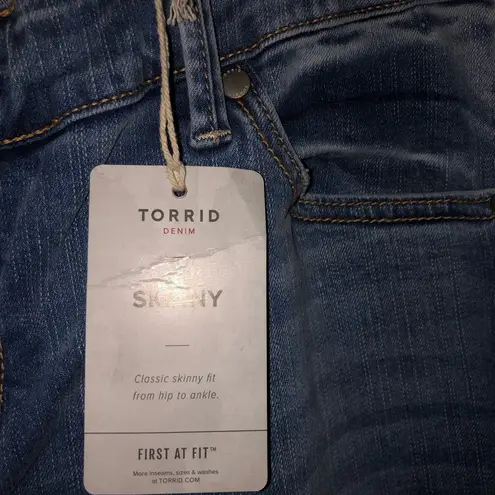 TORRID
DENIM
SKINNY
Classic skinny fit
from hip to ankle.
FIRST AT FIT™
More inseams, sizes & washes
at TORRID.COM